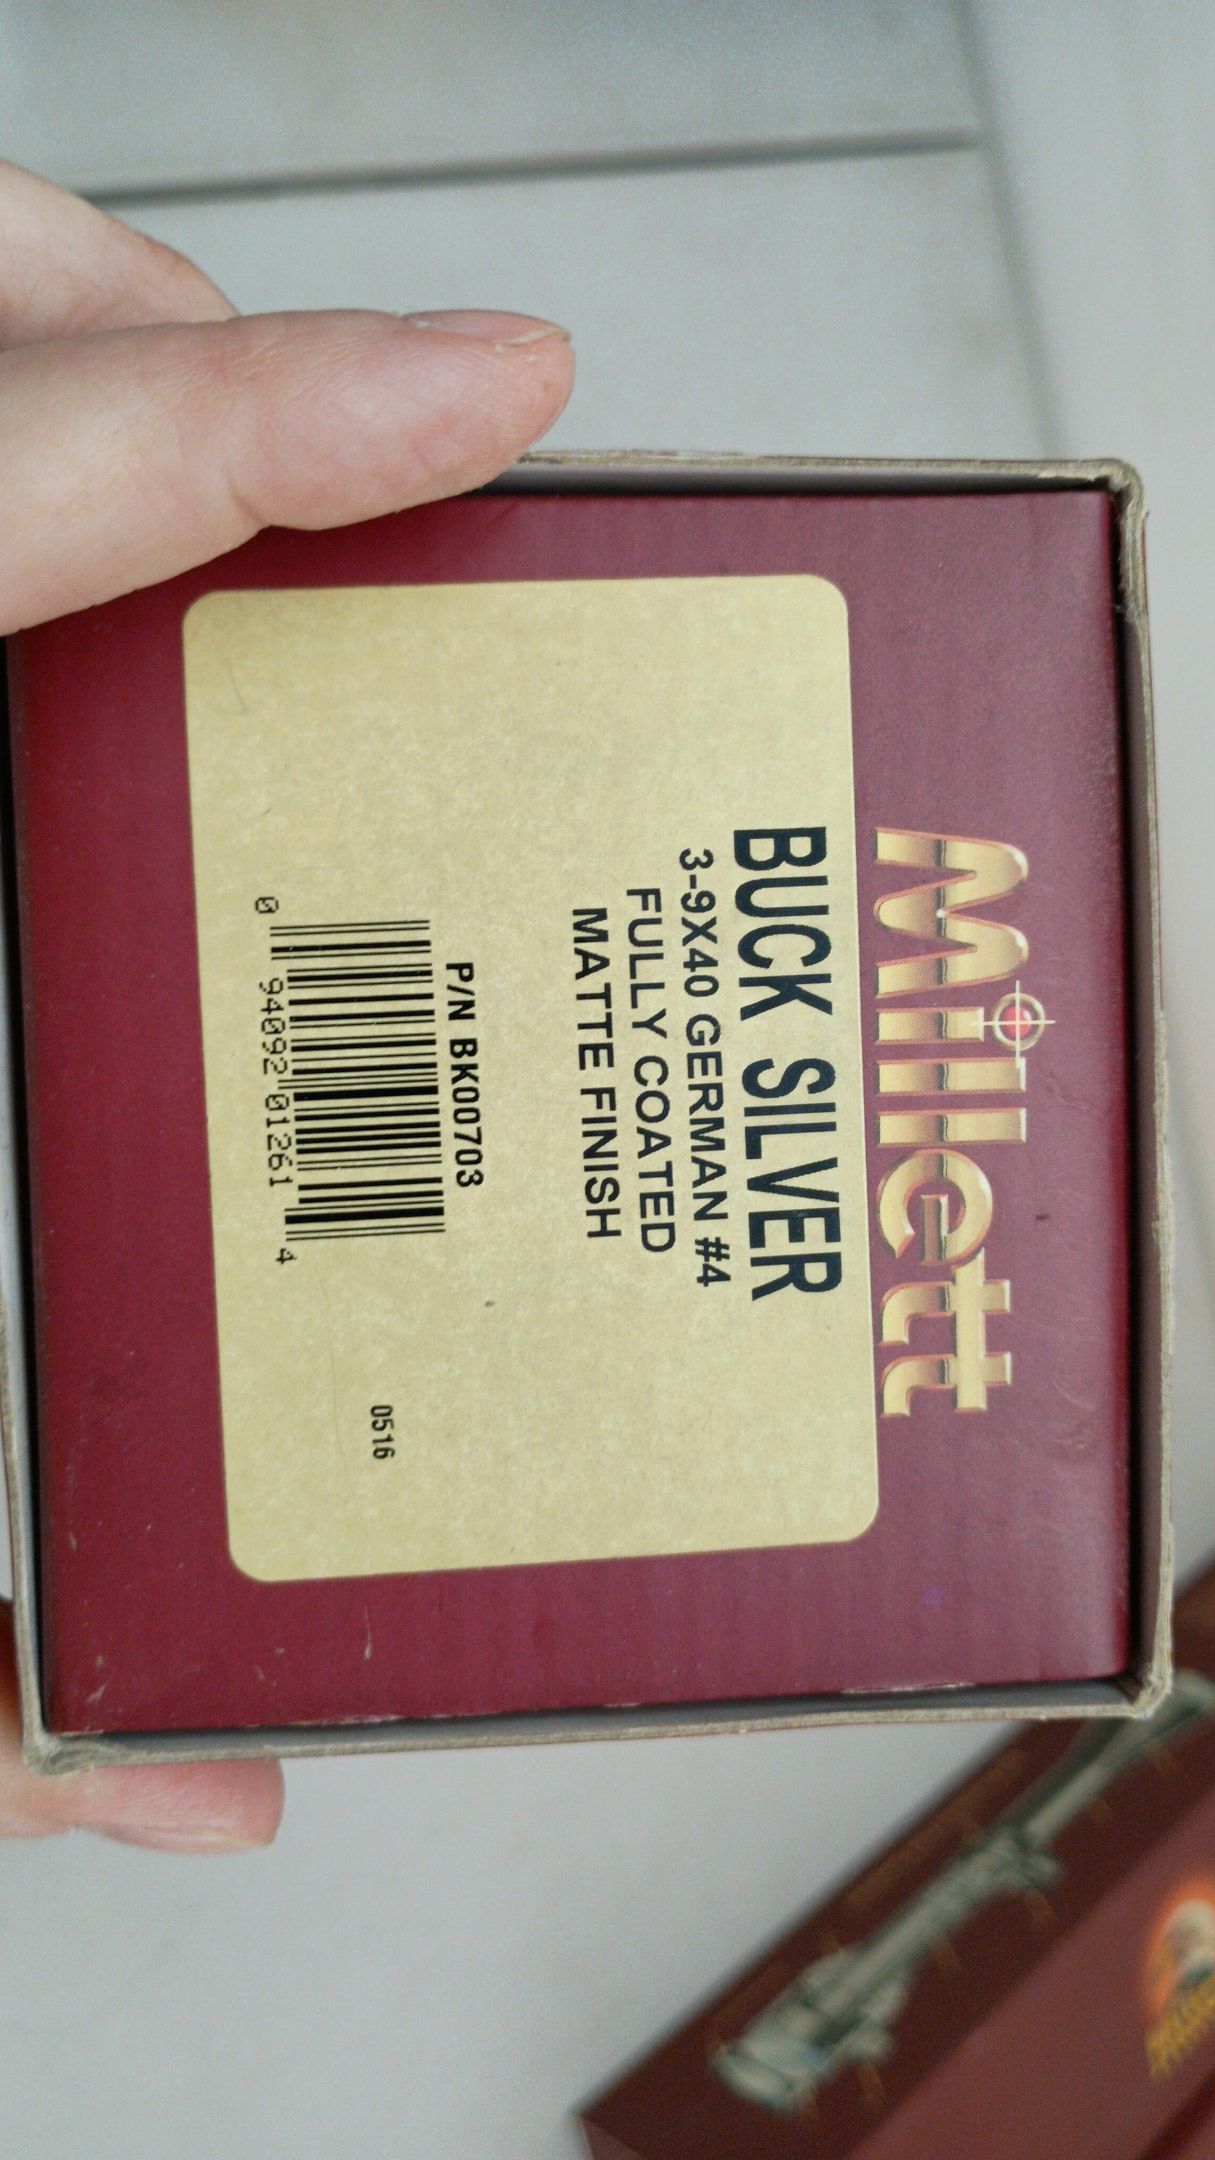 Millett
BUCK SILVER
3-9X40 GERMAN #4
FULLY COATED
MATTE FINISH
P/N BK00703
0 94092 01261 4
0516